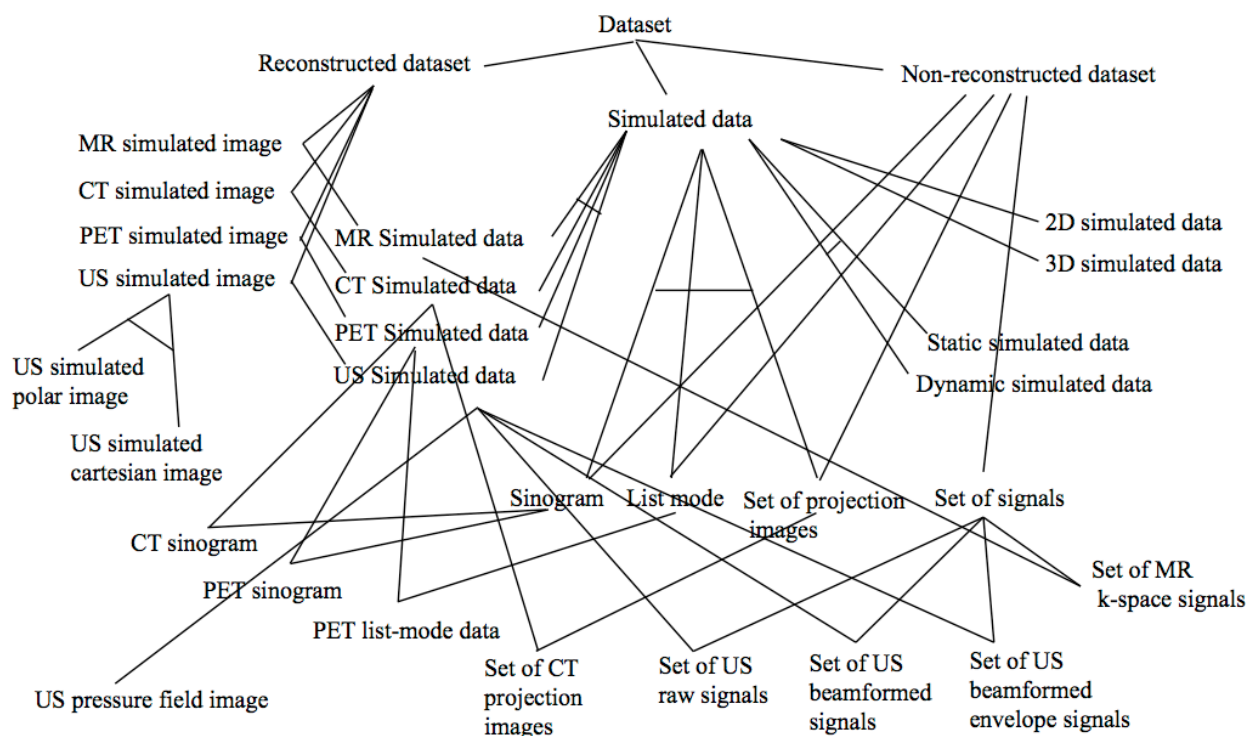 Dataset
Reconstructed dataset
Non-reconstructed dataset
Simulated data
MR simulated image
CT simulated image
PET simulated image
US simulated image
MR Simulated data
CT Simulated data
PET Simulated data
US Simulated data
2D simulated data
3D simulated data
Static simulated data
Dynamic simulated data
US simulated
polar image
US simulated
cartesian image
Sinogram
List mode
Set of projection
images
Set of signals
CT sinogram
PET sinogram
PET list-mode data
Set of MR
k-space signals
US pressure field image
Set of CT
projection
images
Set of US
raw signals
Set of US
beamformed
signals
Set of US
beamformed
envelope signals